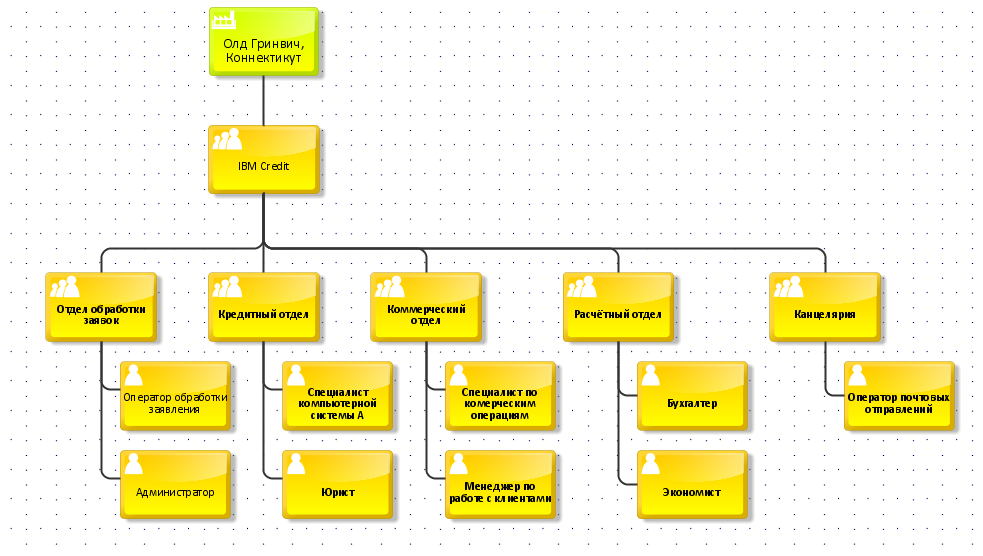 Олд Гринвич,
Коннектикут
IBM Credit
Отдел обработки
заявок
Кредитный отдел
Коммерческий
отдел
Расчётный отдел
Канцелярия
Оператор обработки
заявления
Специалист
компьютерной
системы А
Специалист по
комерческим
операциям
Бухгалтер
Оператор почтовых
отправлений
Администратор
Юрист
Менеджер по
работе с клиентами
Экономист